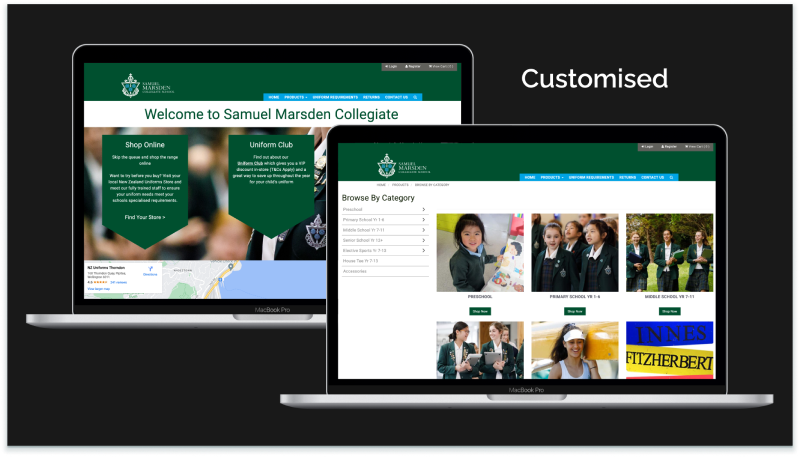 Customised
Login
Register
View Cart ( 0 )
SAMUEL
MARSDEN
COLLEGIATE SCHOOL
HOME PRODUCTS UNIFORM REQUIREMENTS RETURNS CONTACT US
Welcome to Samuel Marsden Collegiate
Shop Online
Skip the queue and shop the range
online
Want to try before you buy? Visit your
local New Zealand Uniforms Store and
meet our fully trained staff to ensure
your uniform needs meet your
schools specialised requirements.
Find Your Store >
Uniform Club
Find out about our
Uniform Club which gives you a VIP
discount in-store (T&Cs Apply) and a
great way to save up throughout the
year for your child's uniform.
NZ Uniforms Thorndon
Directions
View larger map
MacBook Pro
Login
Register
View Cart ( 0 )
SAMUEL
MARSDEN
COLLEGIATE SCHOOL
HOME PRODUCTS UNIFORM REQUIREMENTS RETURNS CONTACT US
HOME PRODUCTS BROWSE BY CATEGORY
Browse By Category
Preschool
Primary School Yr 1-6
Middle School Yr 7-11
Senior School Yr 12+
Elective Sports Yr 7-13
House Tee Yr 7-13
Accessories
PRESCHOOL
Shop Now
PRIMARY SCHOOL YR 1-6
Shop Now
MIDDLE SCHOOL YR 7-11
Shop Now
INNES
FITZHERBERT
MacBook Pro